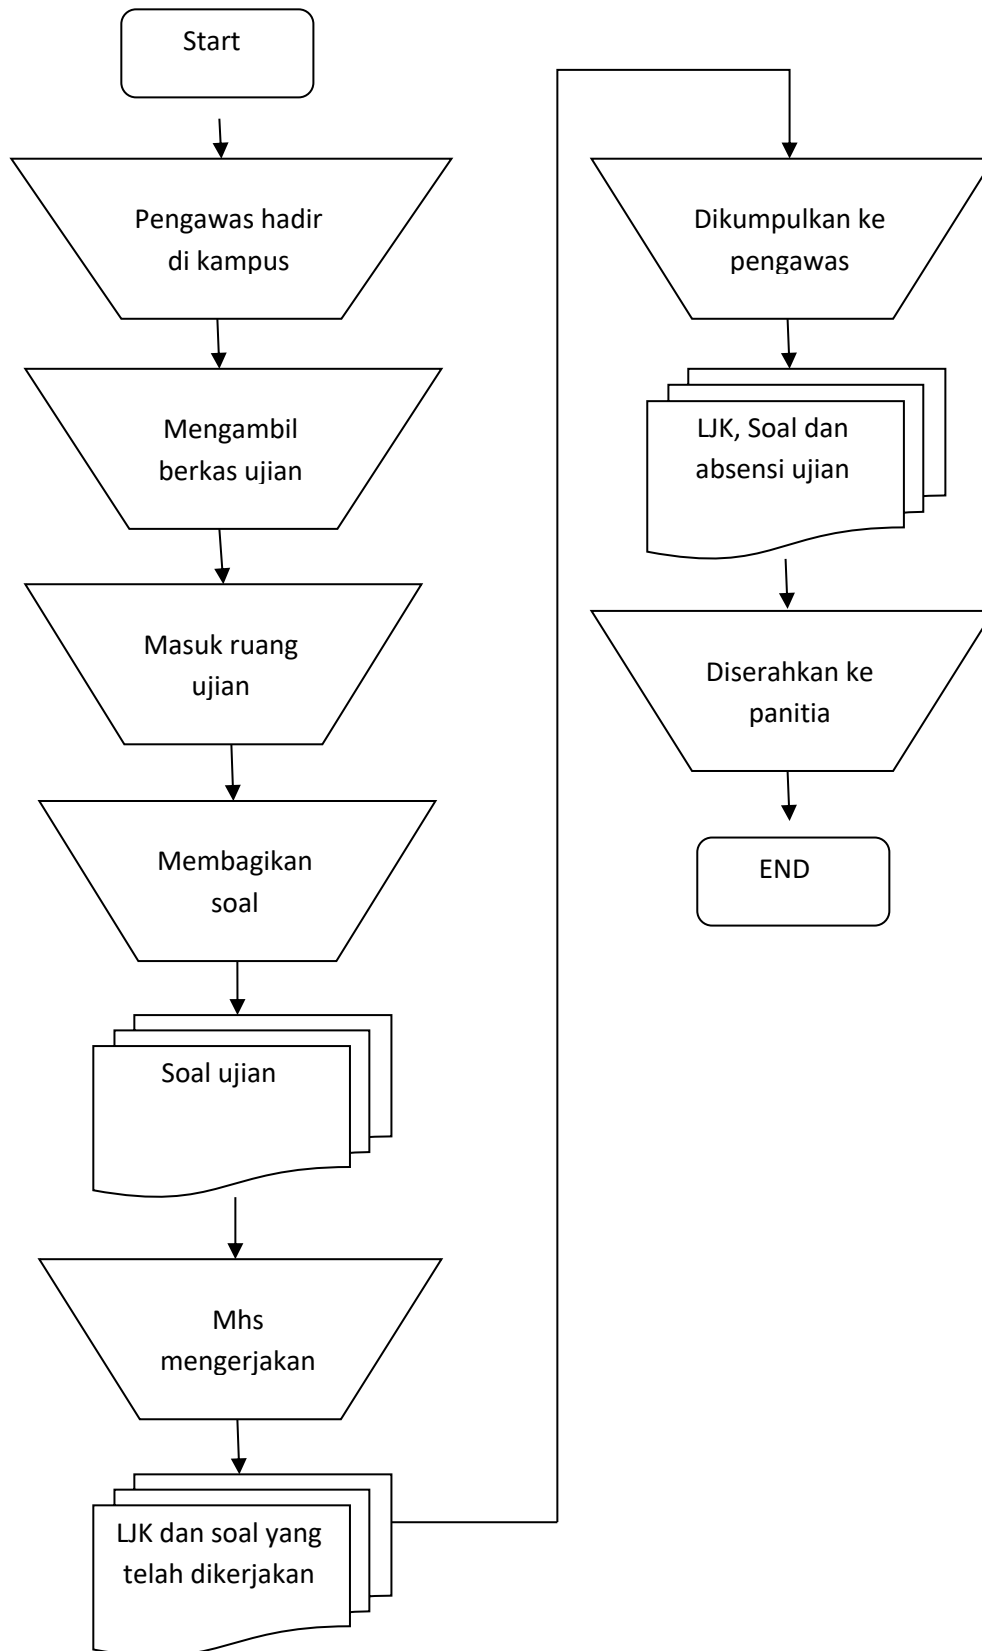 Start
Pengawas hadir
di kampus
Mengambil
berkas ujian
Masuk ruang
ujian
Membagikan
soal
Soal ujian
Mhs
mengerjakan
LJK dan soal yang
telah dikerjakan
Dikumpulkan ke
pengawas
LJK, Soal dan
absensi ujian
Diserahkan ke
panitia
END